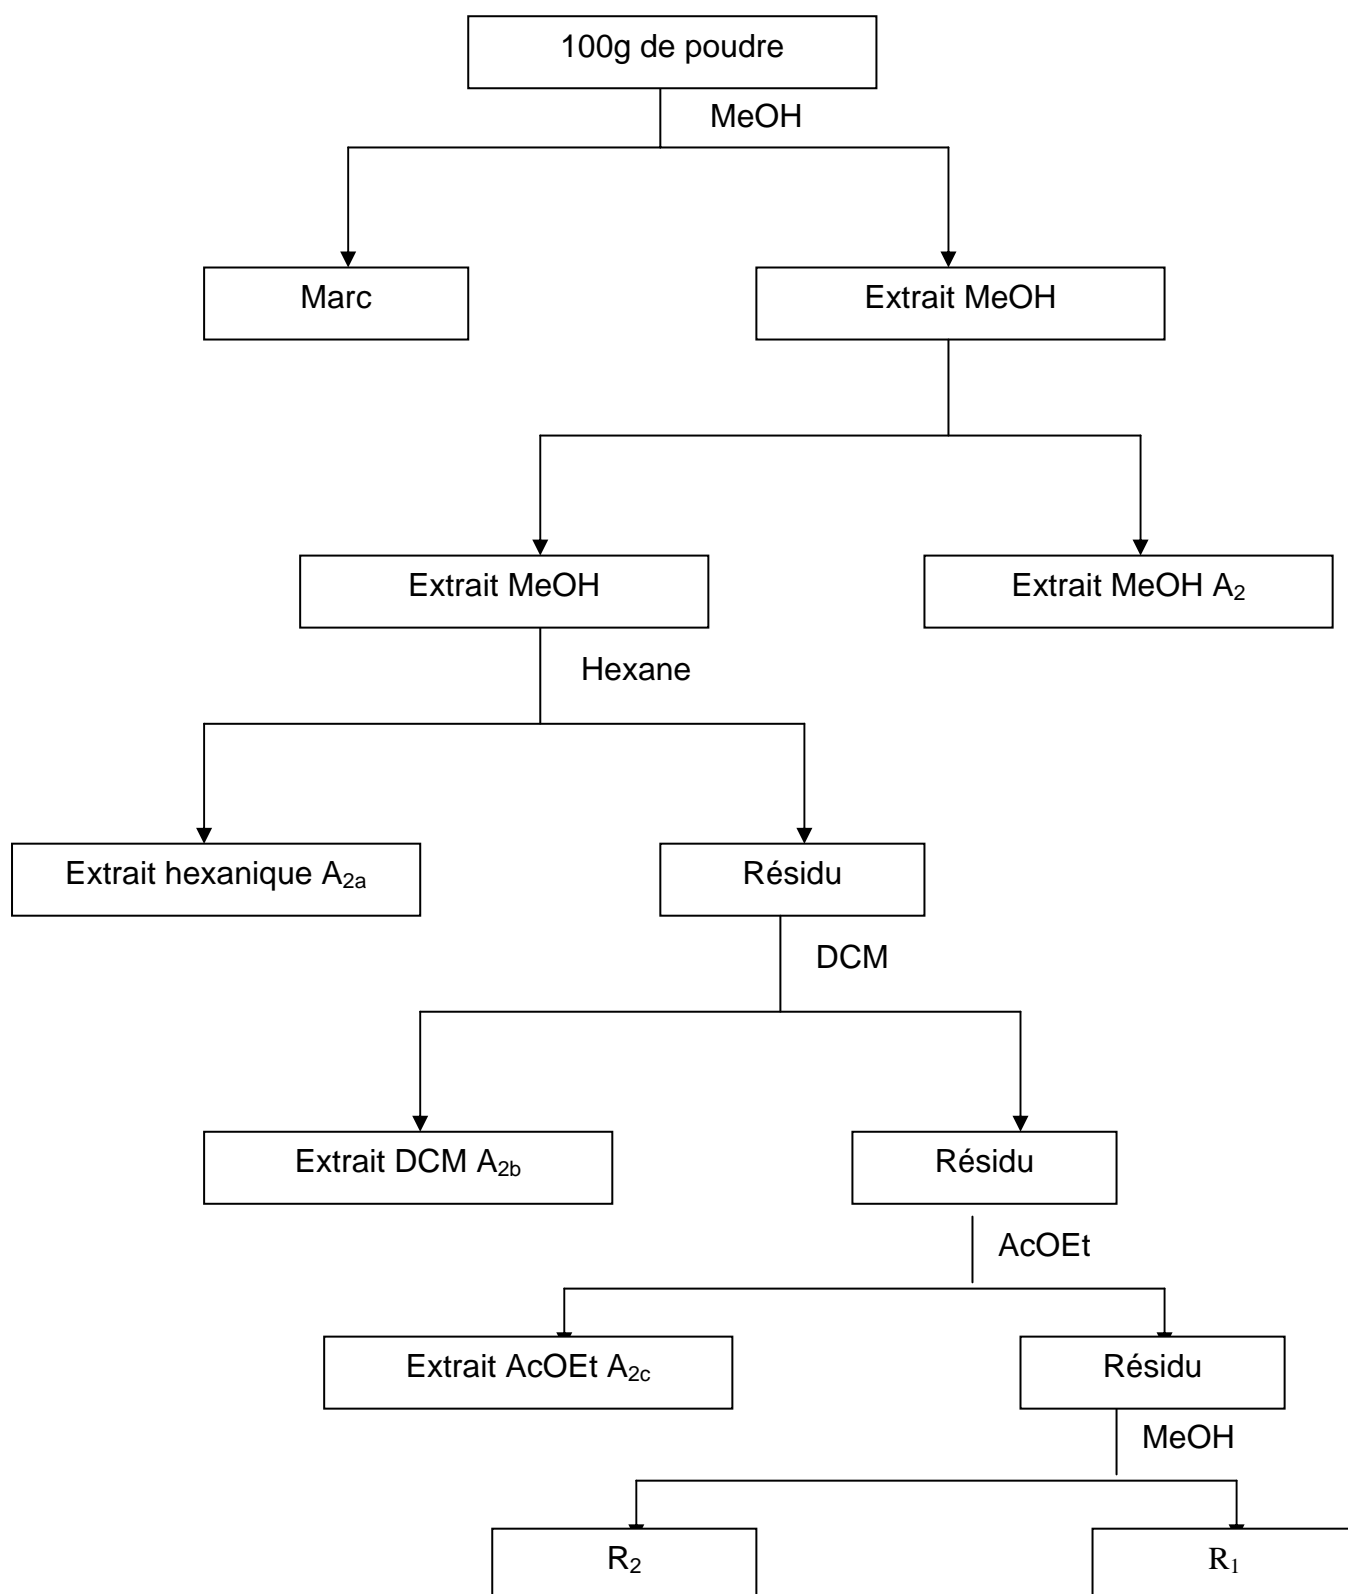 100g de poudre
MeOH
Marc
Extrait MeOH
Extrait MeOH
Extrait MeOH A₂
Hexane
Extrait hexanique A₂ₐ
Résidu
DCM
Extrait DCM A2b
Résidu
AcOEt
Extrait AcOEt A2c
Résidu
MeOH
R₂
R₁